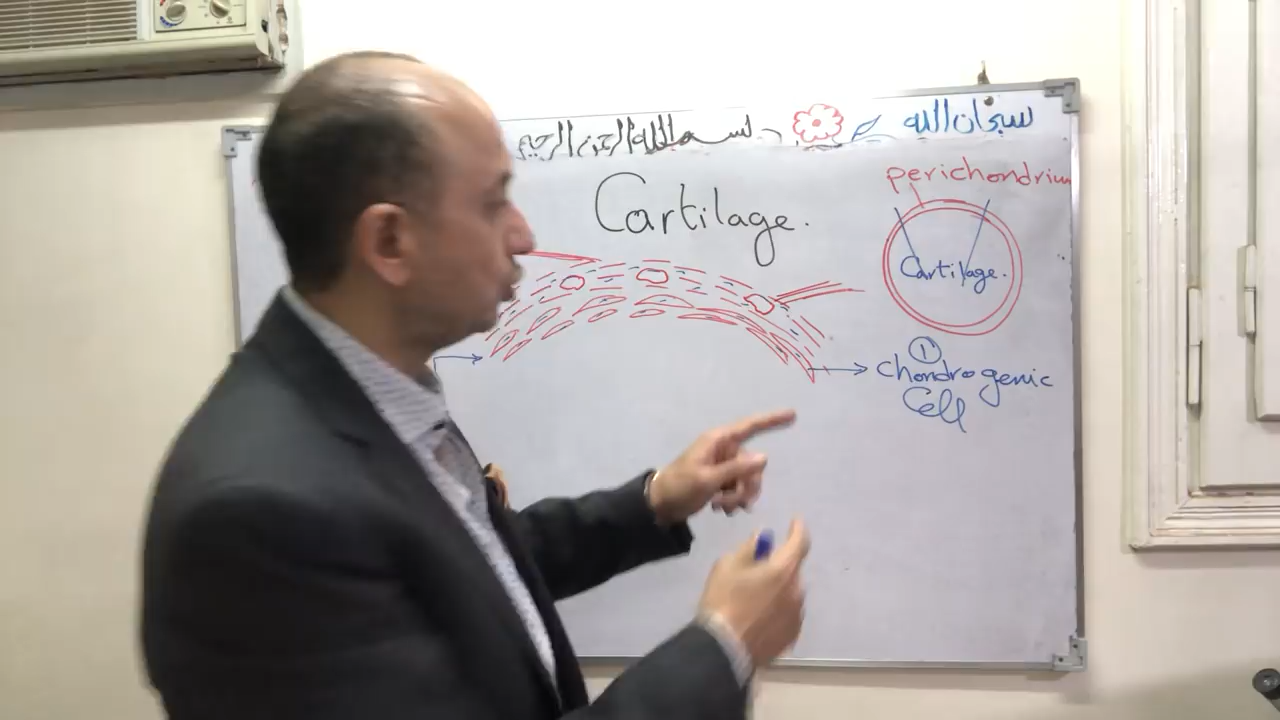 بسم الله الرحمن الرحيم
سبحان الله
Cartilage.
perichondrium
Cartilage.
1
Chondrogenic
Cell